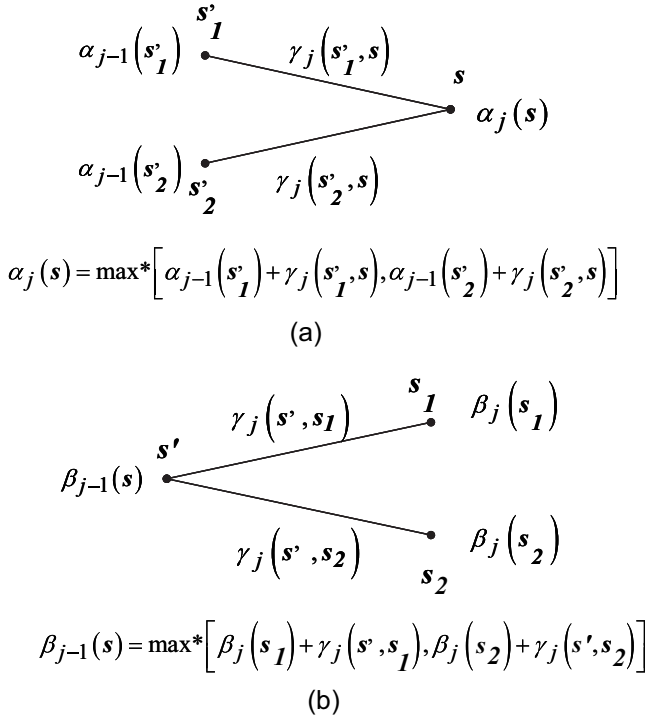 s’1
αj−1(s’1) γj(s’1,s)
s
αj(s)
αj−1(s’2) s’2 γj(s’2,s)
αj(s) = max*[αj−1(s’1) + γj(s’1,s), αj−1(s’2) + γj(s’2,s)]
(a)
γj(s’ ,s1) s1 βj(s1)
s′
βj−1(s)
γj(s’ ,s2) s2 βj(s2)
βj−1(s) = max*[βj(s1) + γj(s’ ,s1), βj(s2) + γj(s′,s2)]
(b)